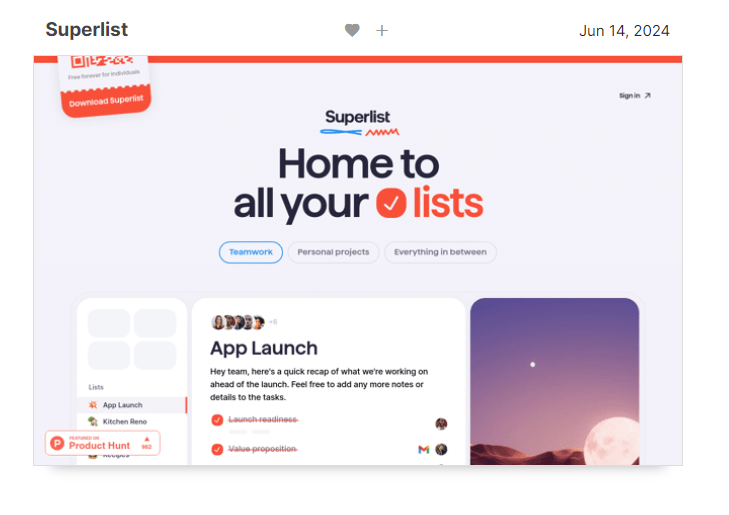 Superlist
Jun 14, 2024
Free forever for Individuals
Download Superlist
Sign in
Superlist
Home to
all your lists
Teamwork
Personal projects
Everything in between
+6
App Launch
Hey team, here's a quick recap of what we're working on
ahead of the launch. Feel free to add any more notes or
details to the tasks.
Launch readiness
Value proposition
Lists
App Launch
Kitchen Reno
Recipes
FEATURED ON
Product Hunt
982